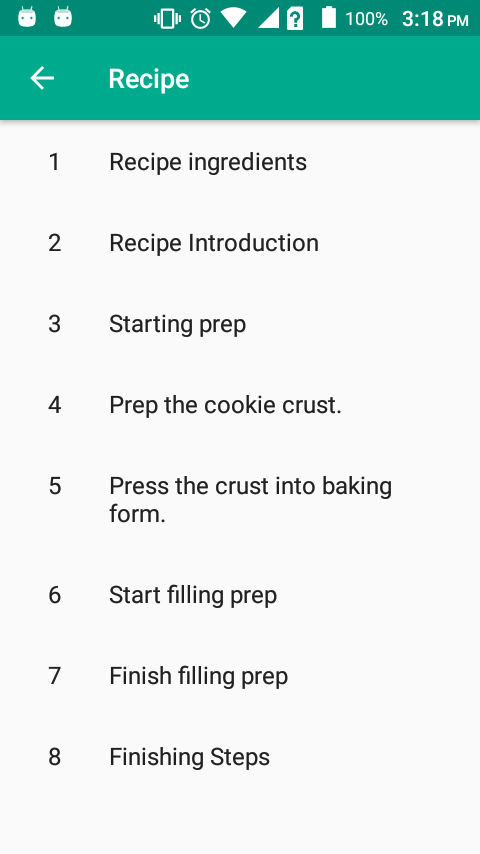 100% 3:18 PM
Recipe
1 Recipe ingredients
2 Recipe Introduction
3 Starting prep
4 Prep the cookie crust.
5 Press the crust into baking
form.
6 Start filling prep
7 Finish filling prep
8 Finishing Steps